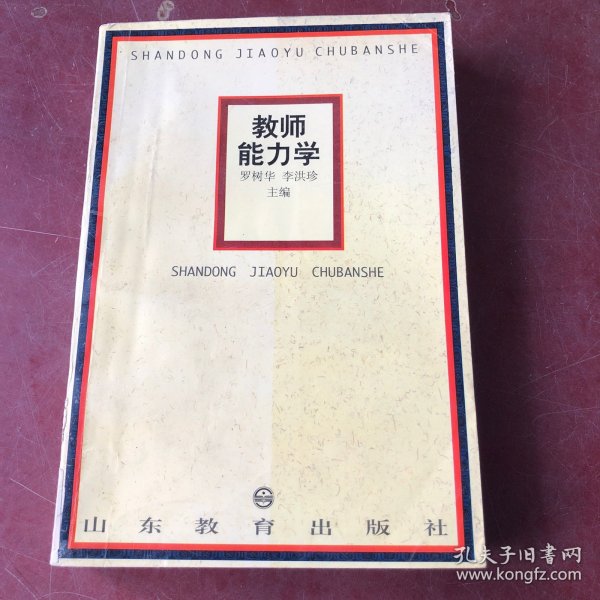 SHANDONG JIAOYU CHUBANSHE
教师
能力学
罗树华 李洪珍
主编
SHANDONG JIAOYU CHUBANSHE
山东教育出版社
孔夫子旧书网
www.kongfz.com